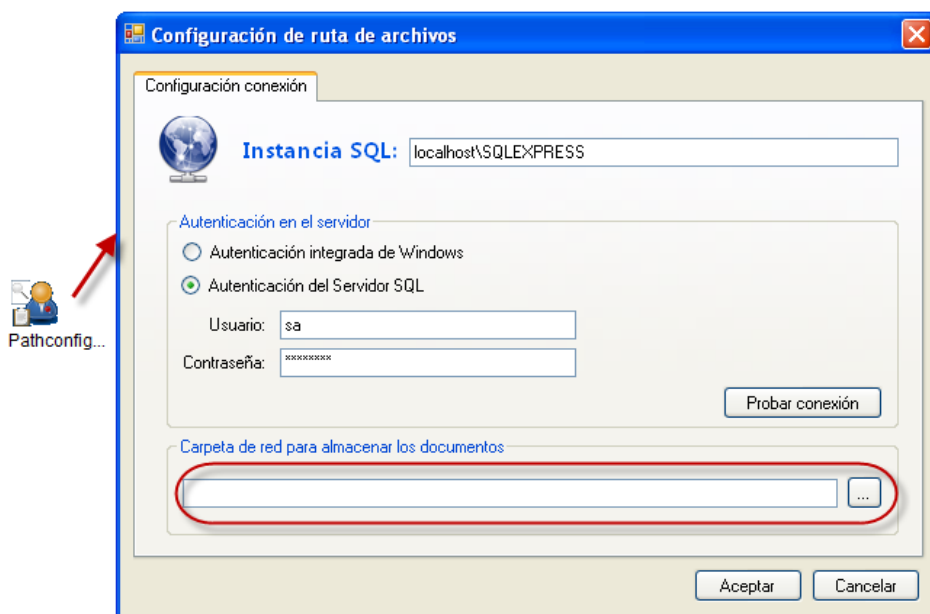 Configuración de ruta de archivos
Configuración conexión
Instancia SQL: localhost\SQLEXPRESS
Autenticación en el servidor
Autenticación integrada de Windows
Autenticación del Servidor SQL
Usuario: sa
Contraseña: ********
Pathconfig...
Probar conexión
Carpeta de red para almacenar los documentos
...
Aceptar Cancelar